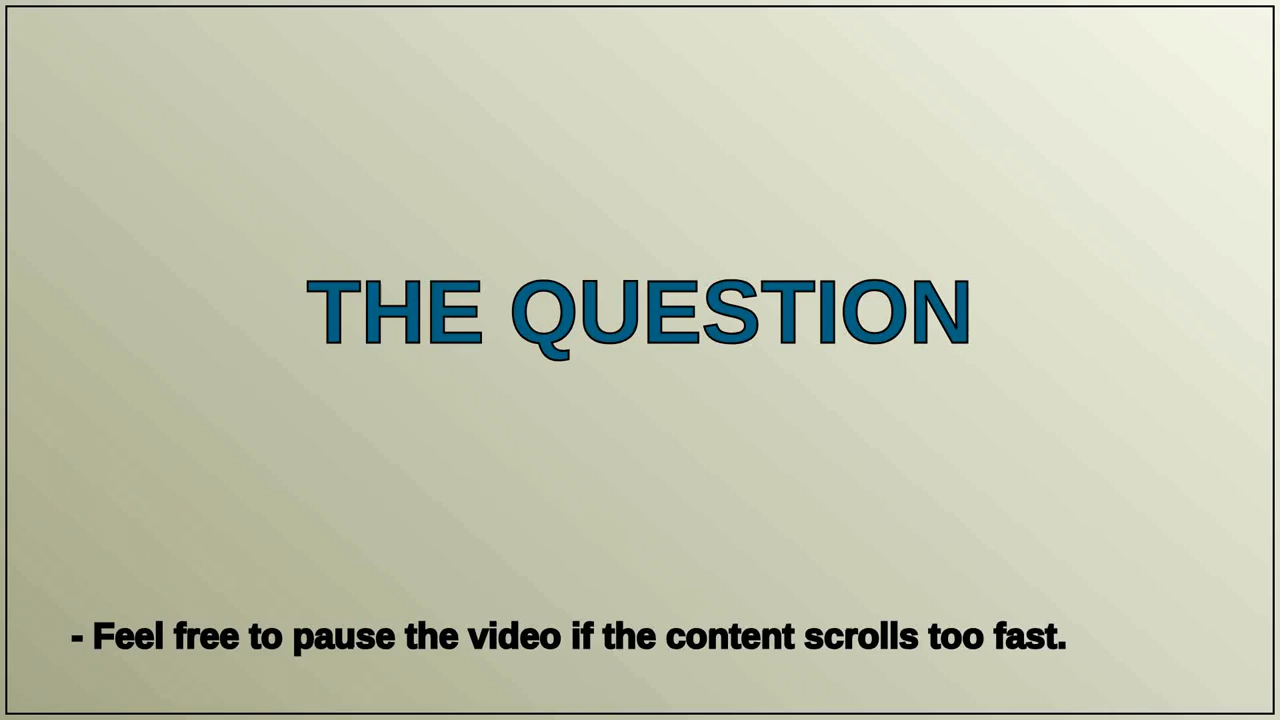 THE QUESTION
- Feel free to pause the video if the content scrolls too fast.